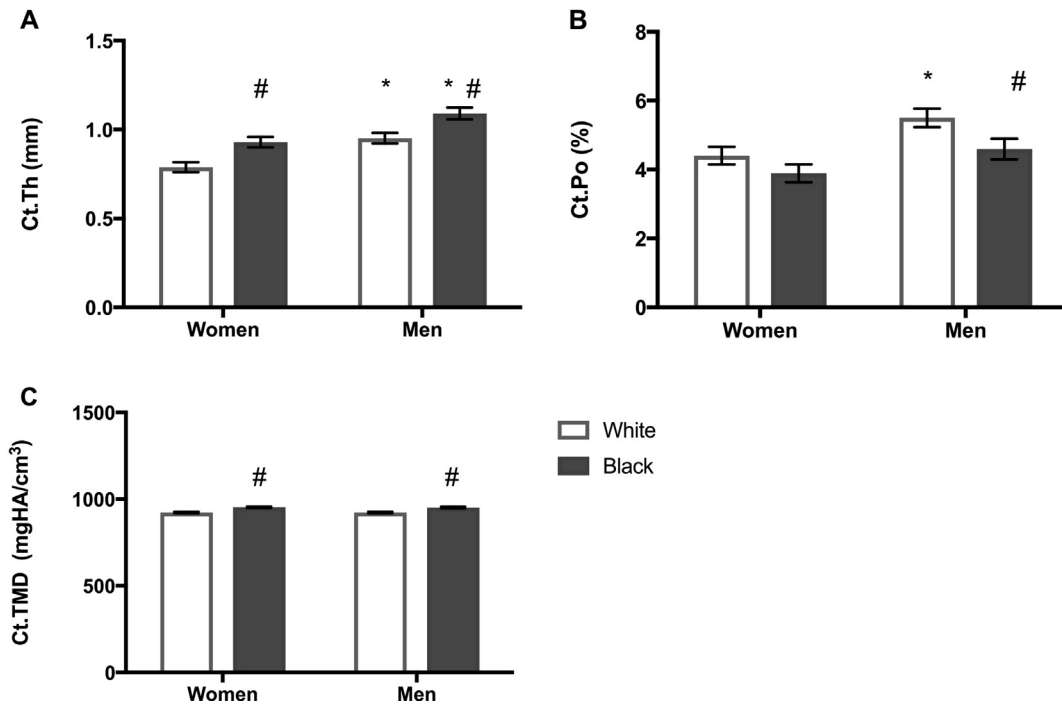 A
Ct.Th (mm)
1.5
1.0
0.5
0.0
#
*
* #
Women
Men
B
Ct.Po (%)
8
6
4
2
0
*
#
Women
Men
C
Ct.TMD (mgHA/cm³)
1500
1000
500
0
#
#
Women
Men
White
Black